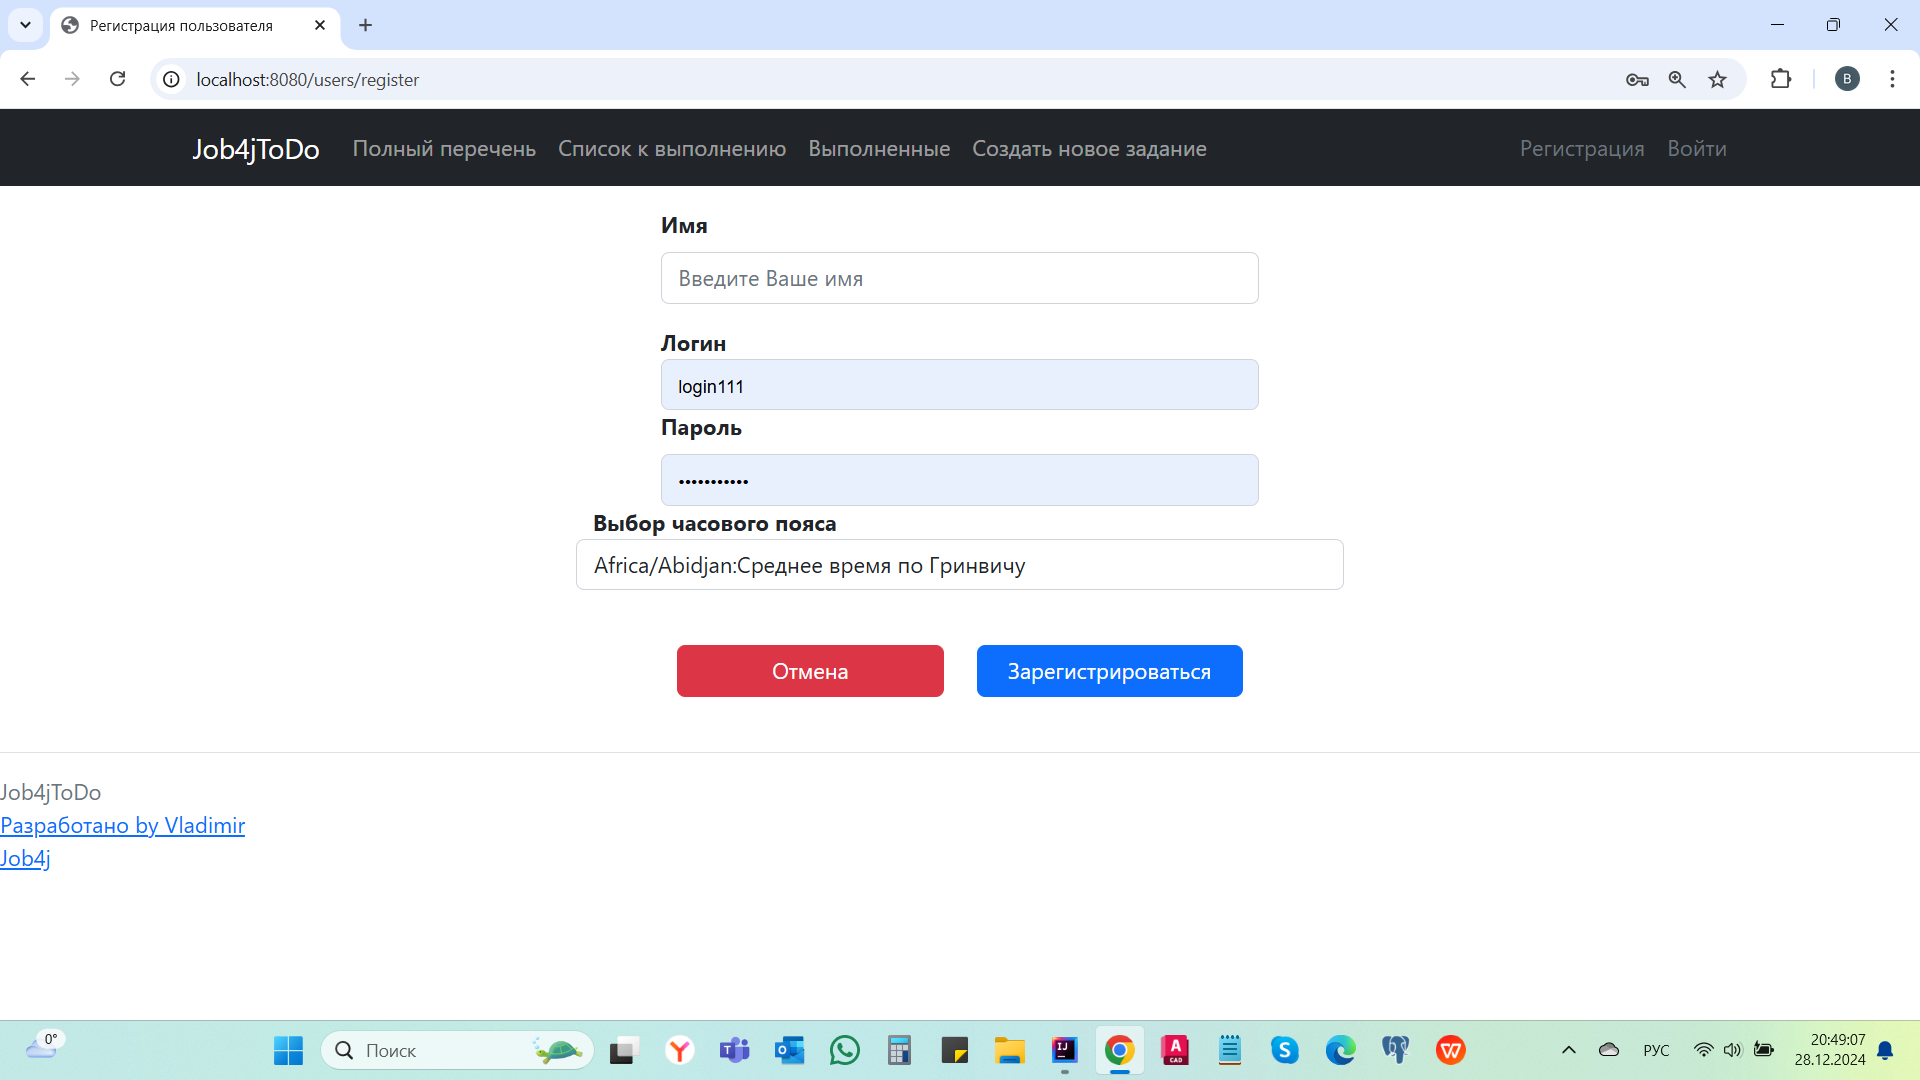 Регистрация пользователя
localhost:8080/users/register
B
Job4jToDo Полный перечень Список к выполнению Выполненные Создать новое задание Регистрация Войти
Имя
Введите Ваше имя
Логин
login111
Пароль
•••••••••••
Выбор часового пояса
Africa/Abidjan:Среднее время по Гринвичу
Отмена Зарегистрироваться
Job4jToDo
Разработано by Vladimir
Job4j
0°
Поиск
РУС
20:49:07
28.12.2024